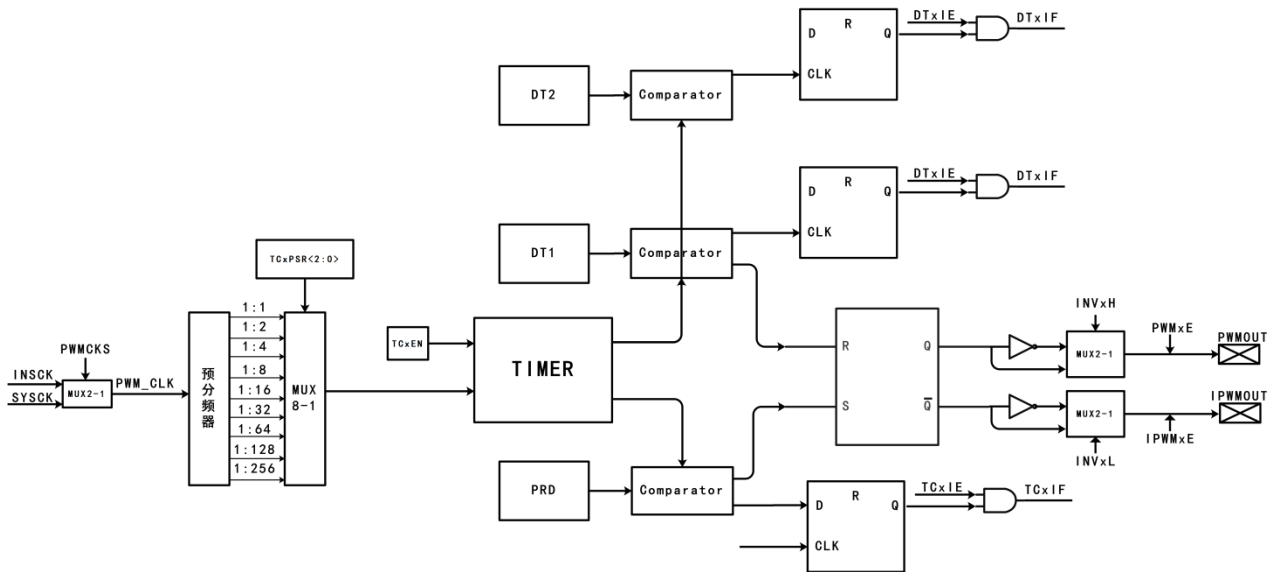 DTxIE
DTxIF
D
R
Q
CLK
DT2
Comparator
DTxIE
DTxIF
D
R
Q
CLK
DT1
Comparator
TCxPSR<2:0>
1:1
1:2
1:4
1:8
1:16
1:32
1:64
1:128
1:256
预分频器
MUX
8-1
PWMCKS
INSCK
SYSCK
MUX2-1
PWM_CLK
TCxEN
TIMER
R
Q
S
Q
INVxH
MUX2-1
PWMxE
PWMOUT
MUX2-1
INVxL
IPWMxE
IPWMOUT
PRD
Comparator
D
R
Q
CLK
TCxIE
TCxIF